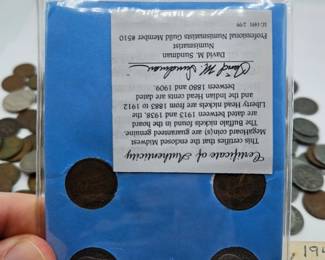 Certificate of Authenticity
This certifies that the enclosed Midwest
Megahoard coin(s) are guaranteed genuine.
The Buffalo nickels found in the hoard
are dated between 1913 and 1938, the
Liberty Head nickels from 1883 to 1912
and the Indian Head cents are dated
between 1880 and 1909.
David M. Sundman
David M. Sundman
Numismatist
Professional Numismatists Guild Member #510